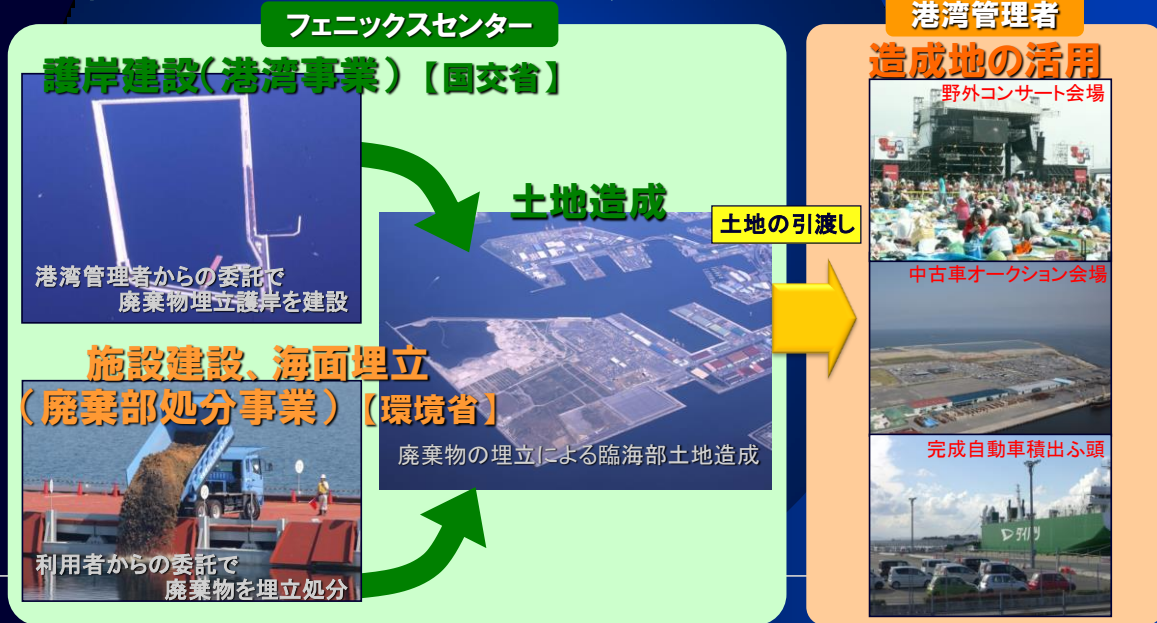 フェニックスセンター
護岸建設（港湾事業）【国交省】
港湾管理者からの委託で
廃棄物埋立護岸を建設
施設建設、海面埋立
（廃棄部処分事業）【環境省】
利用者からの委託で
廃棄物を埋立処分
土地造成
廃棄物の埋立による臨海部土地造成
土地の引渡し
港湾管理者
造成地の活用
野外コンサート会場
中古車オークション会場
完成自動車積出ふ頭
ダイハツ